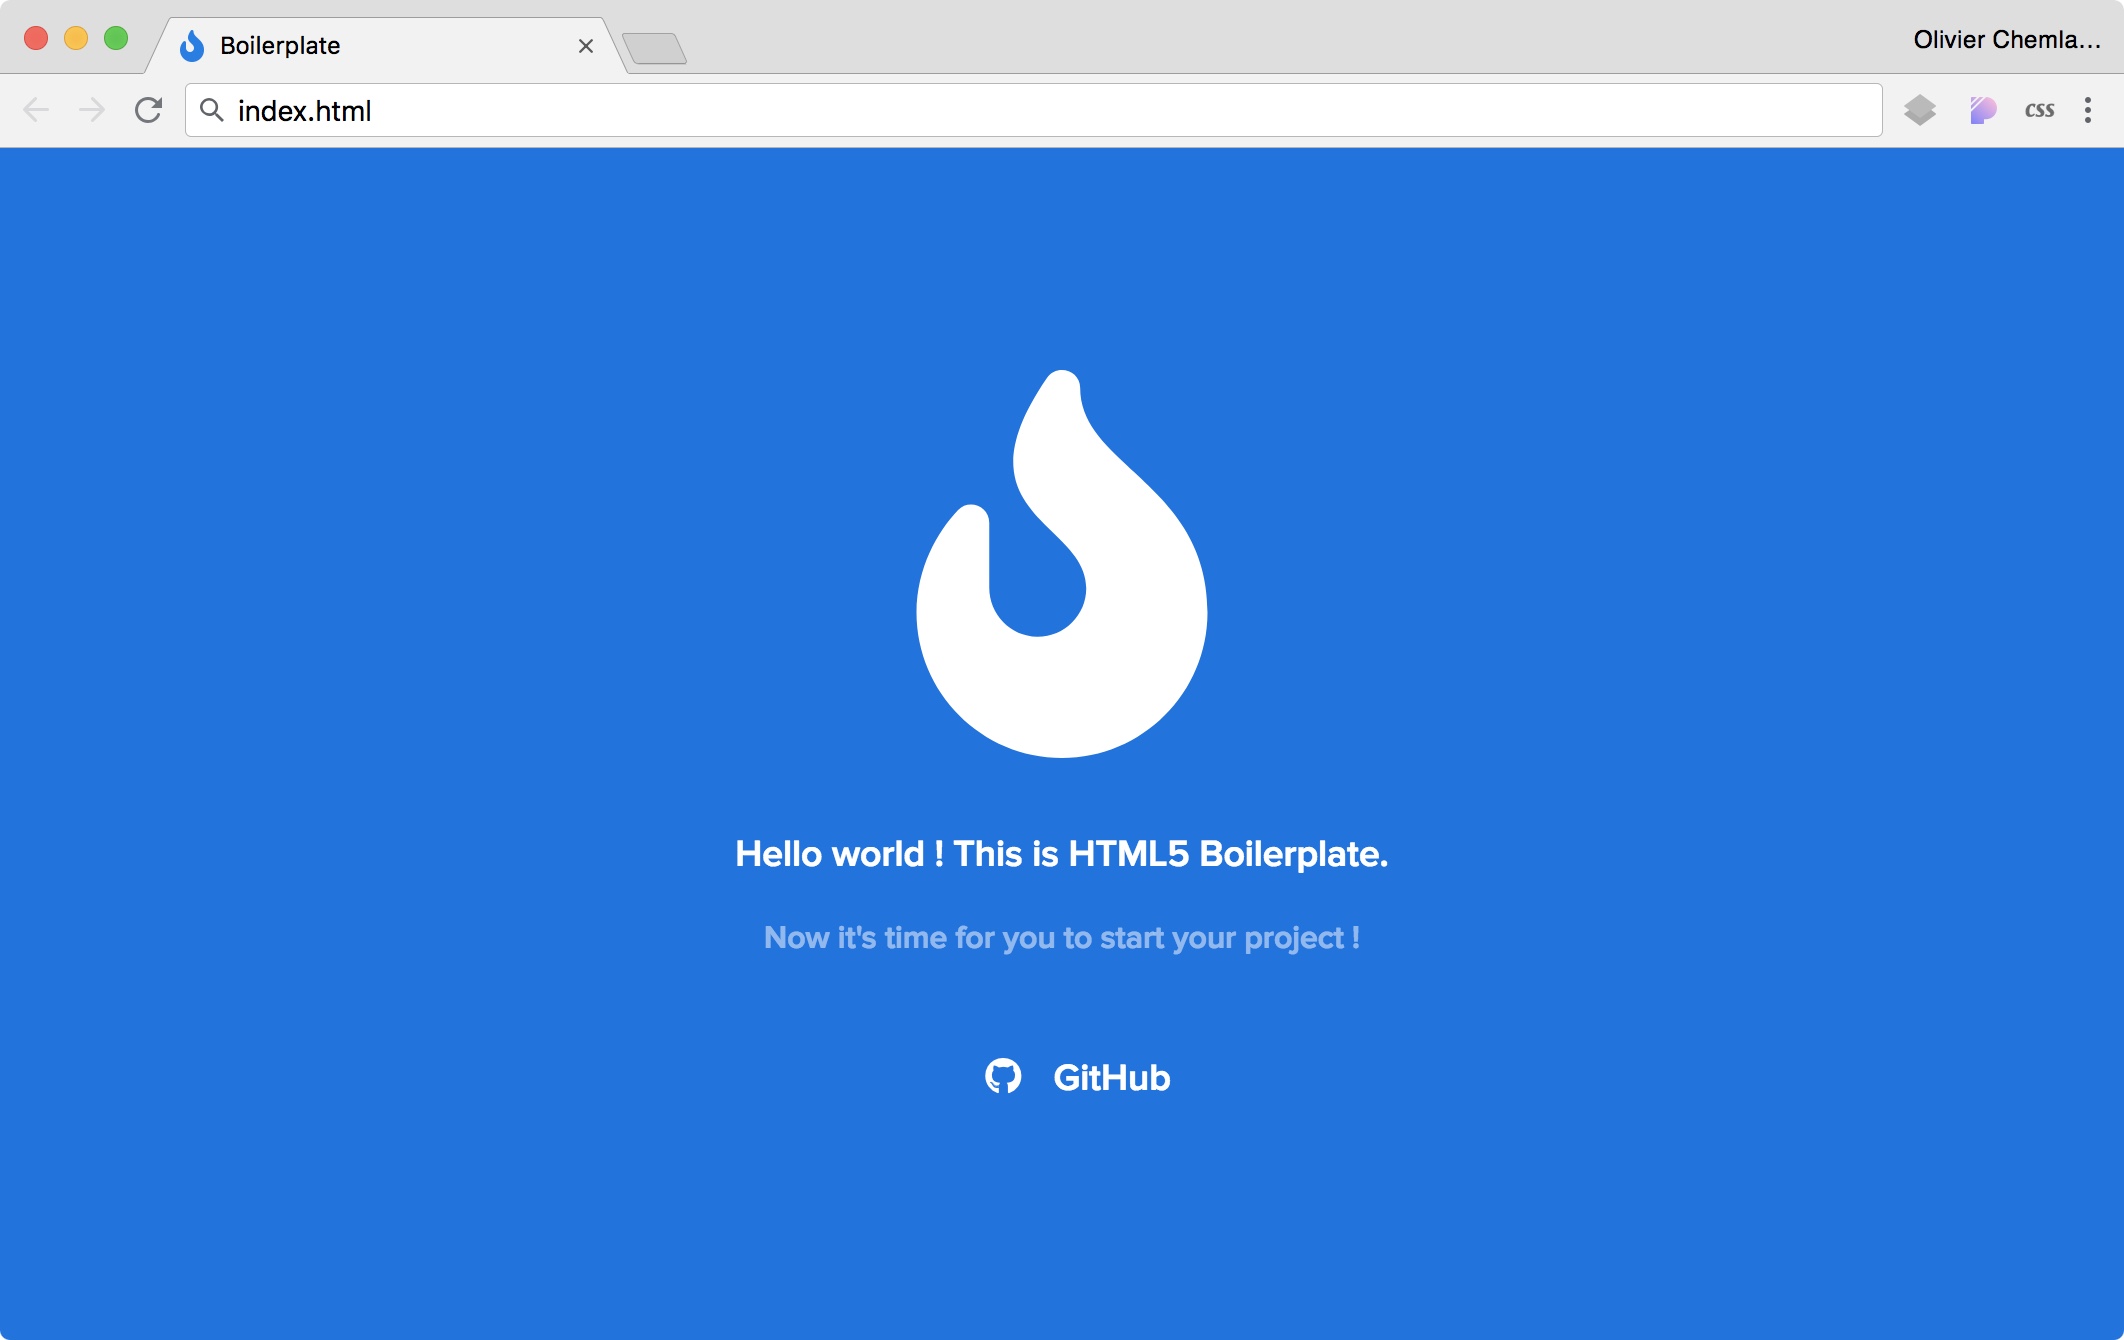 Boilerplate
Olivier Chemla...
index.html
css
Hello world ! This is HTML5 Boilerplate.
Now it's time for you to start your project !
GitHub